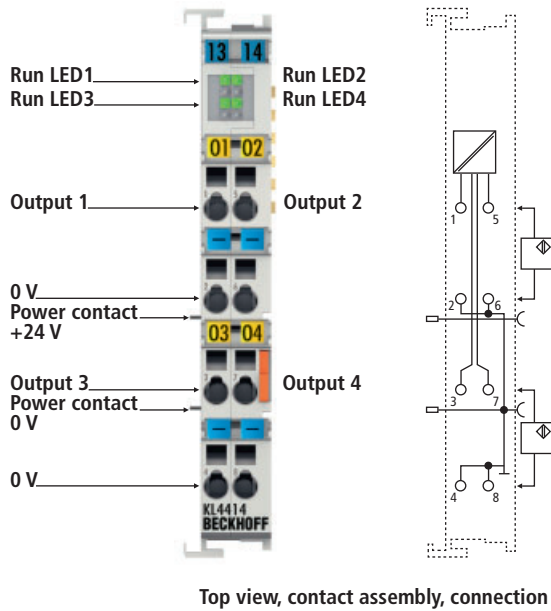 13 14
Run LED1 Run LED2
Run LED3 Run LED4
01 02
Output 1 Output 2
1 5
0 V
2 6
Power contact
+24 V
03 04
Output 3 Output 4
3 7
Power contact
0 V
0 V
4 8
KL4414
BECKHOFF
Top view, contact assembly, connection